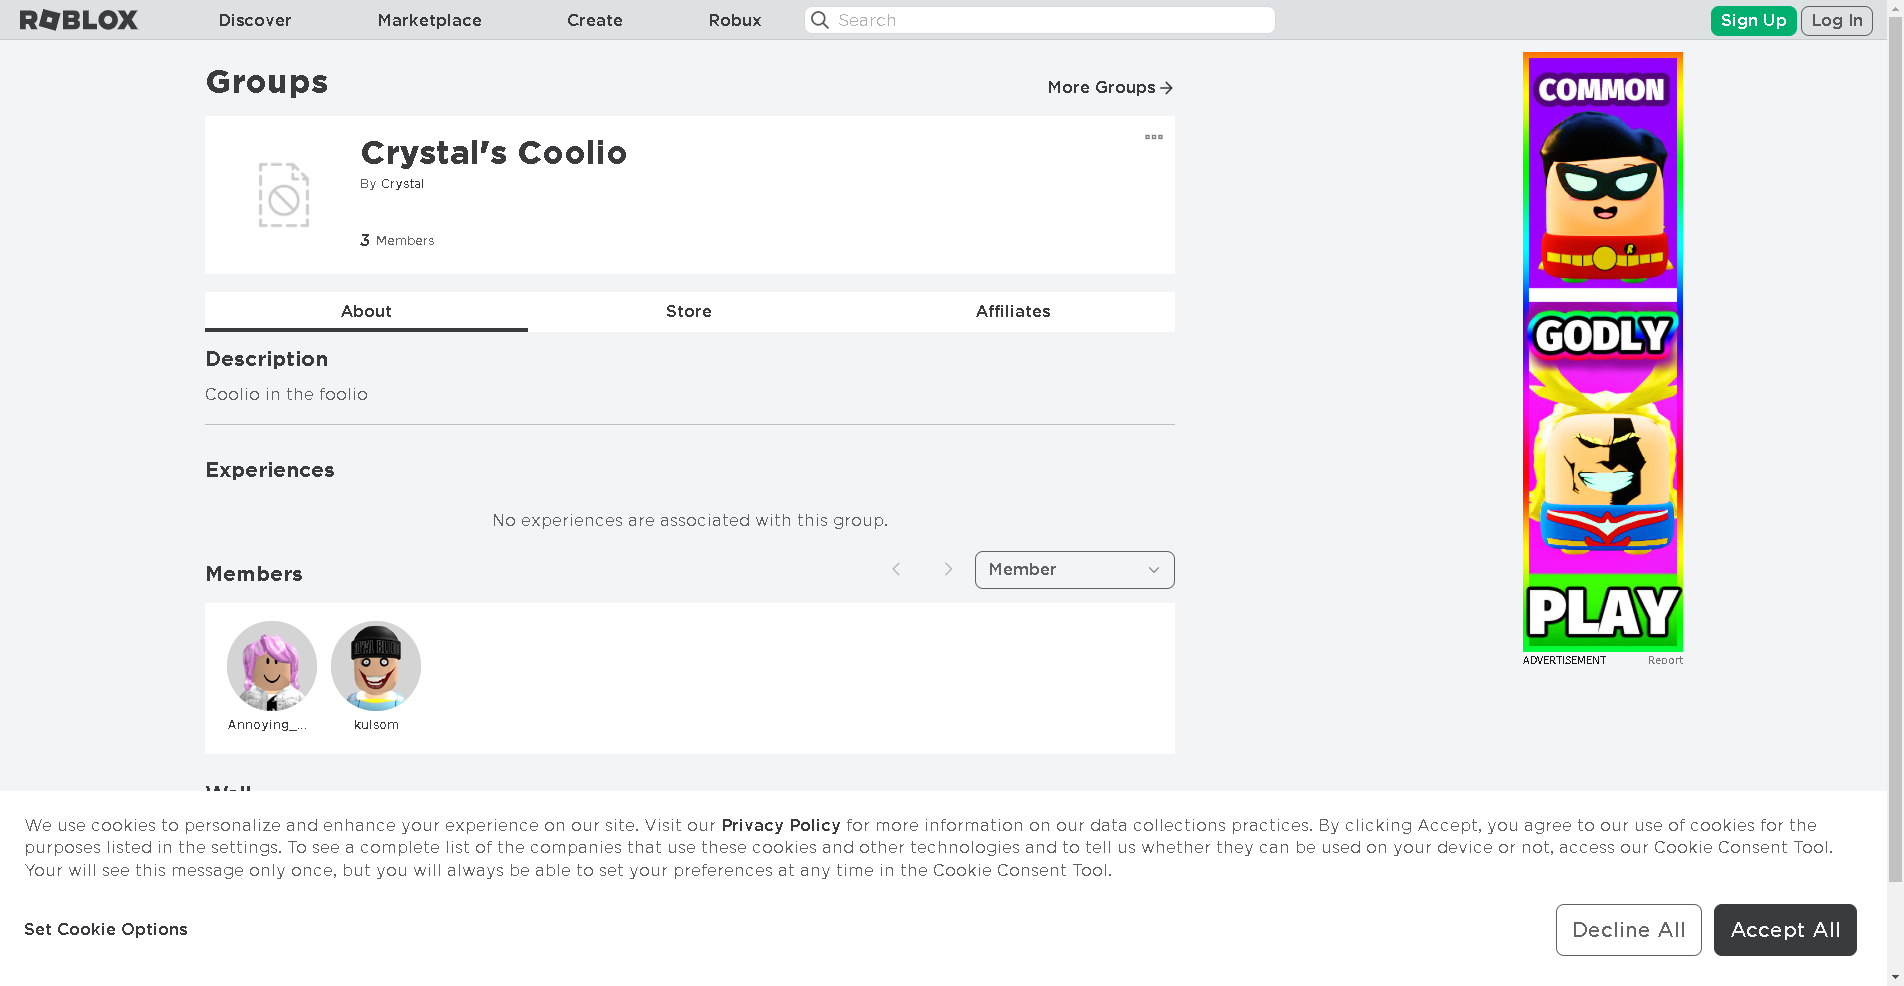 ROBLOX
Discover
Marketplace
Create
Robux
Search
Sign Up
Log In
Groups
More Groups
Crystal's Coolio
By Crystal
3 Members
About
Store
Affiliates
Description
Coolio in the foolio
Experiences
No experiences are associated with this group.
Members
Member
Annoying_...
kulsom
Wall
COMMON
R
GODLY
PLAY
ADVERTISEMENT
Report
We use cookies to personalize and enhance your experience on our site. Visit our Privacy Policy for more information on our data collections practices. By clicking Accept, you agree to our use of cookies for the
purposes listed in the settings. To see a complete list of the companies that use these cookies and other technologies and to tell us whether they can be used on your device or not, access our Cookie Consent Tool.
Your will see this message only once, but you will always be able to set your preferences at any time in the Cookie Consent Tool.
Set Cookie Options
Decline All
Accept All